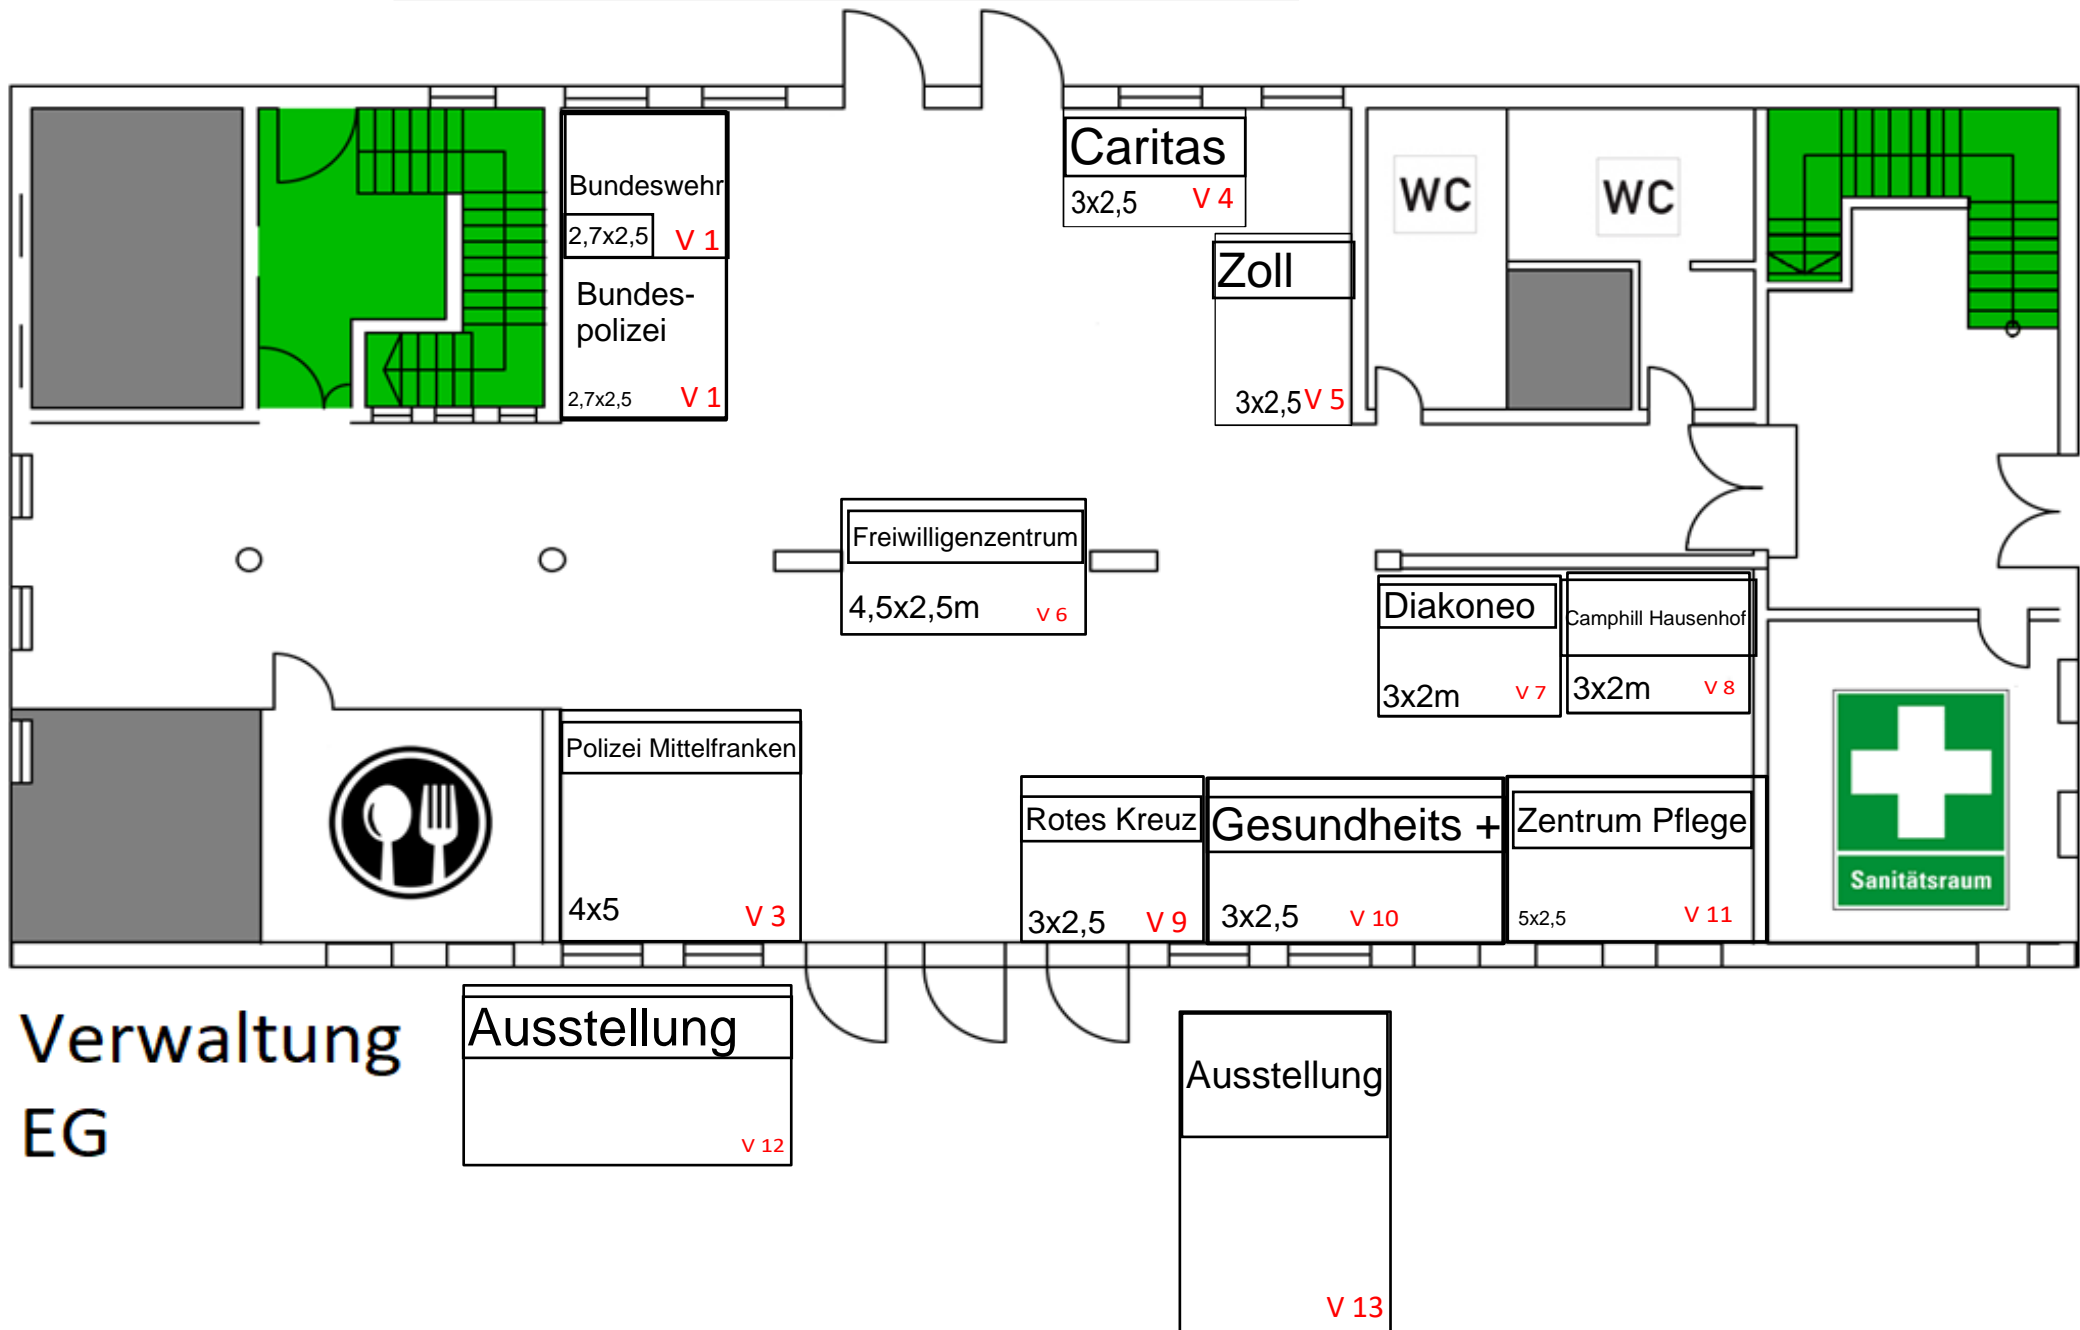 Bundeswehr
2,7x2,5 V 1
Bundes-
polizei
2,7x2,5 V 1
Caritas
3x2,5 V 4
Zoll
3x2,5 V 5
WC
WC
Freiwilligenzentrum
4,5x2,5m V 6
Diakoneo
3x2m V 7
Camphill Hausenhof
3x2m V 8
Polizei Mittelfranken
4x5 V 3
Rotes Kreuz
3x2,5 V 9
Gesundheits +
3x2,5 V 10
Zentrum Pflege
5x2,5 V 11
Sanitätsraum
Verwaltung
EG
Ausstellung
V 12
Ausstellung
V 13